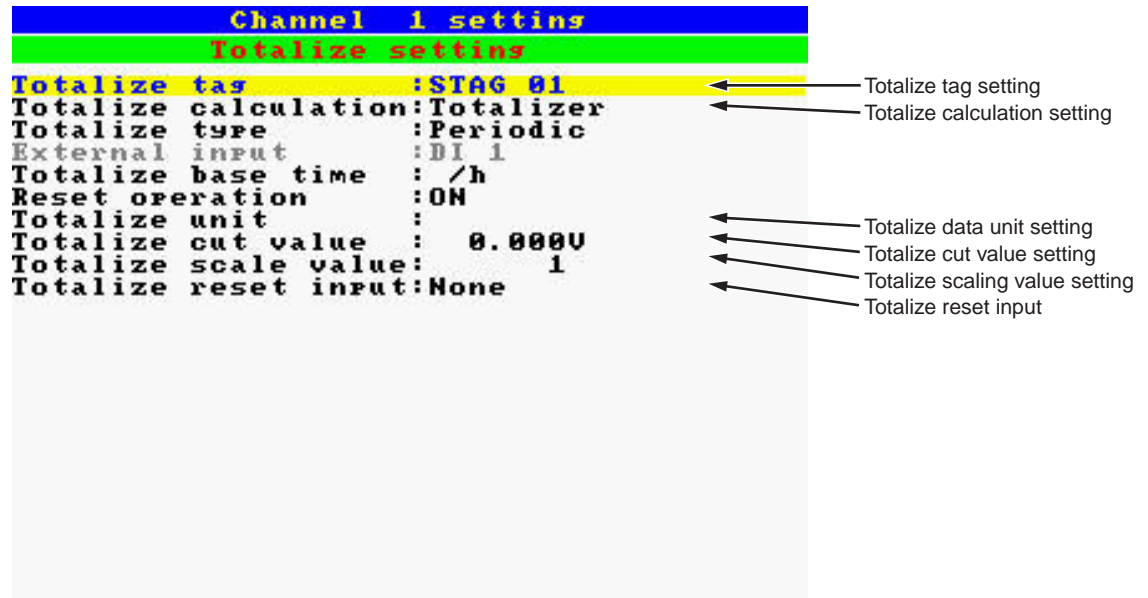 Channel 1 setting
Totalize setting
Totalize tag :STAG 01
Totalize calculation:Totalizer
Totalize type :Periodic
External input :DI 1
Totalize base time : /h
Reset operation :ON
Totalize unit :
Totalize cut value : 0.000V
Totalize scale value: 1
Totalize reset input:None
Totalize tag setting
Totalize calculation setting
Totalize data unit setting
Totalize cut value setting
Totalize scaling value setting
Totalize reset input